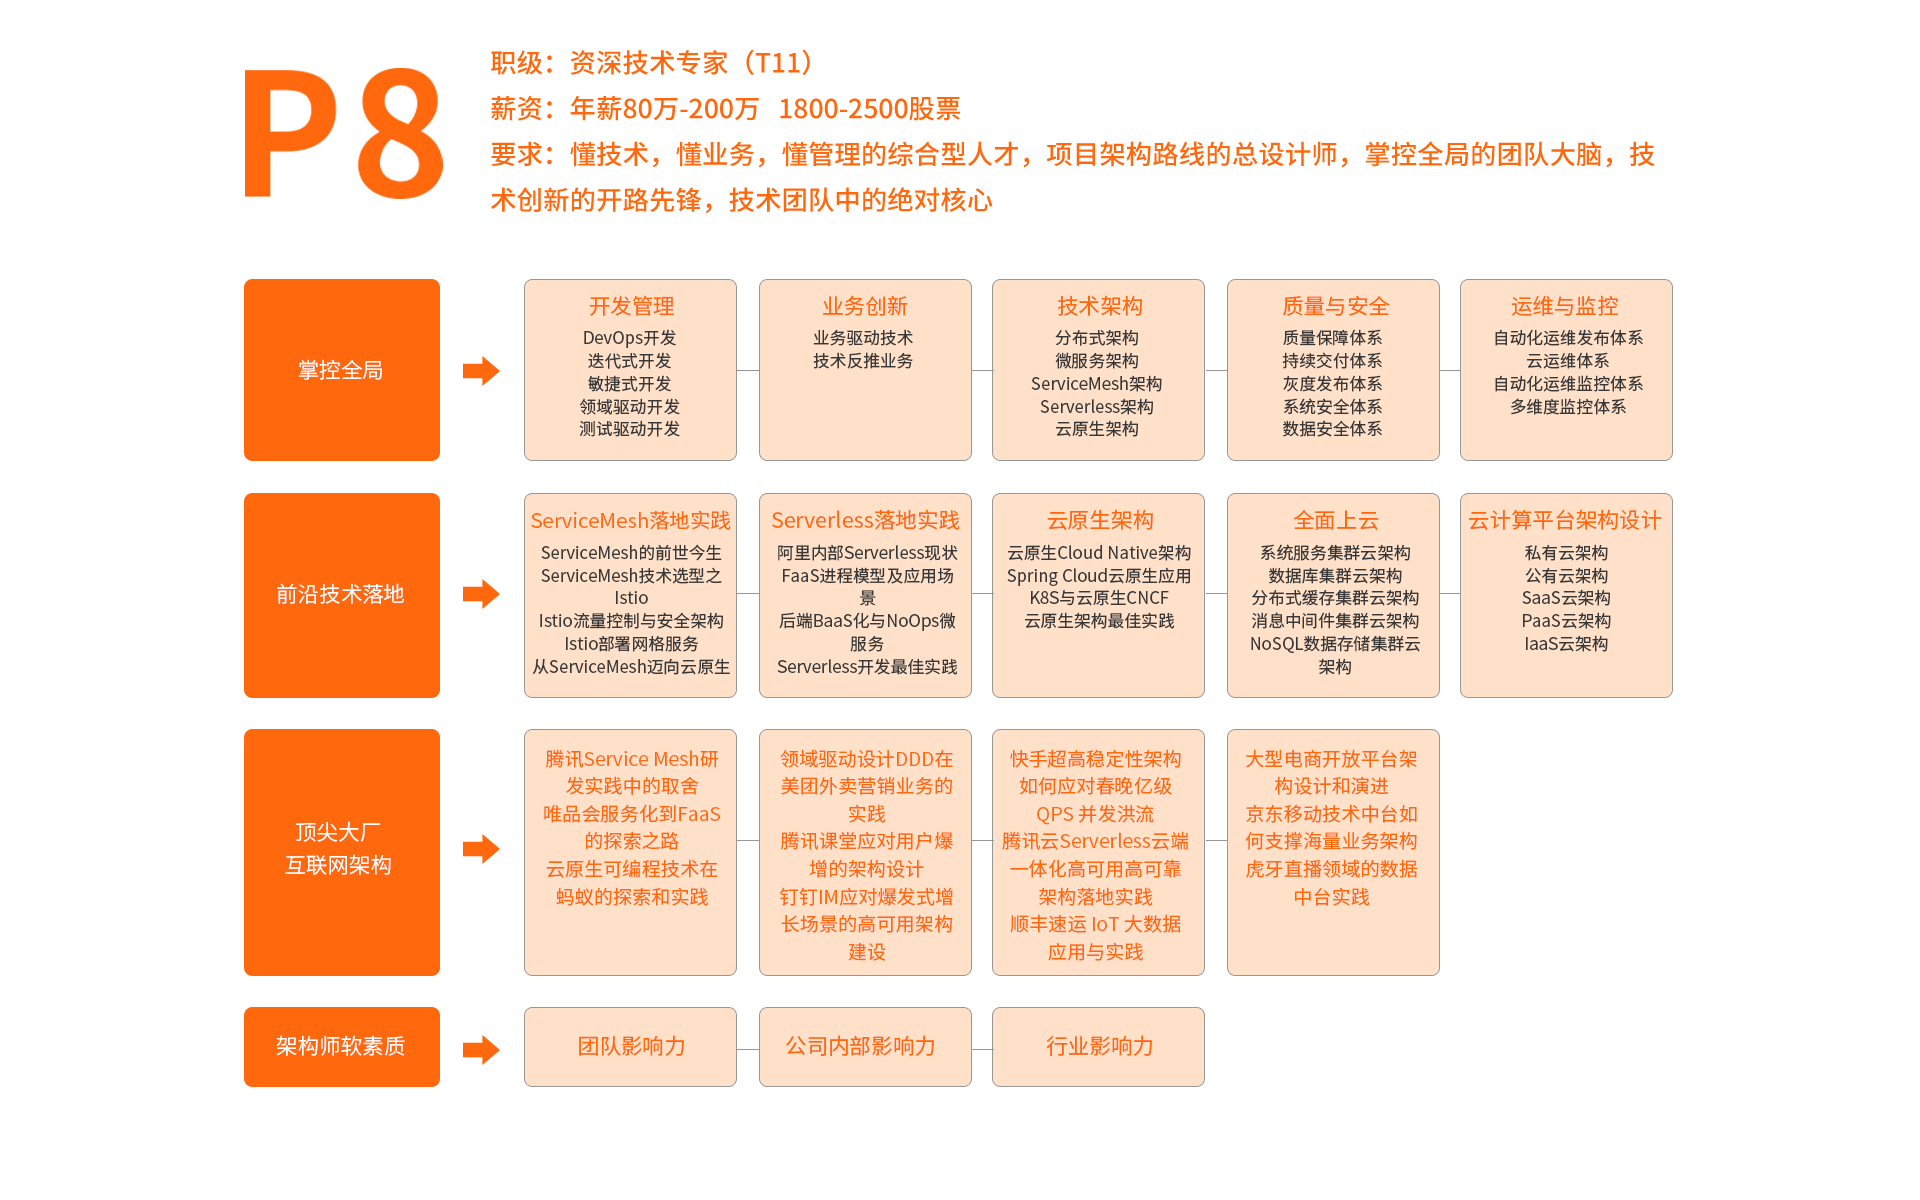 P8
职级：资深技术专家（T11）
薪资：年薪80万-200万 1800-2500股票
要求：懂技术，懂业务，懂管理的综合型人才，项目架构路线的总设计师，掌控全局的团队大脑，技
术创新的开路先锋，技术团队中的绝对核心
掌控全局
开发管理
DevOps开发
迭代式开发
敏捷式开发
领域驱动开发
测试驱动开发
业务创新
业务驱动技术
技术反推业务
技术架构
分布式架构
微服务架构
ServiceMesh架构
Serverless架构
云原生架构
质量与安全
质量保障体系
持续交付体系
灰度发布体系
系统安全体系
数据安全体系
运维与监控
自动化运维发布体系
云运维体系
自动化运维监控体系
多维度监控体系
前沿技术落地
ServiceMesh落地实践
ServiceMesh的前世今生
ServiceMesh技术选型之
Istio
Istio流量控制与安全架构
Istio部署网格服务
从ServiceMesh迈向云原生
Serverless落地实践
阿里内部Serverless现状
FaaS进程模型及应用场
景
后端BaaS化与NoOps微
服务
Serverless开发最佳实践
云原生架构
云原生Cloud Native架构
Spring Cloud云原生应用
K8S与云原生CNCF
云原生架构最佳实践
全面上云
系统服务集群云架构
数据库集群云架构
分布式缓存集群云架构
消息中间件集群云架构
NoSQL数据存储集群云
架构
云计算平台架构设计
私有云架构
公有云架构
SaaS云架构
PaaS云架构
IaaS云架构
顶尖大厂
互联网架构
腾讯Service Mesh研
发实践中的取舍
唯品会服务化到FaaS
的探索之路
云原生可编程技术在
蚂蚁的探索和实践
领域驱动设计DDD在
美团外卖营销业务的
实践
腾讯课堂应对用户爆
增的架构设计
钉钉IM应对爆发式增
长场景的高可用架构
建设
快手超高稳定性架构
如何应对春晚亿级
QPS 并发洪流
腾讯云Serverless云端
一体化高可用高可靠
架构落地实践
顺丰速运 IoT 大数据
应用与实践
大型电商开放平台架
构设计和演进
京东移动技术中台如
何支撑海量业务架构
虎牙直播领域的数据
中台实践
架构师软素质
团队影响力
公司内部影响力
行业影响力